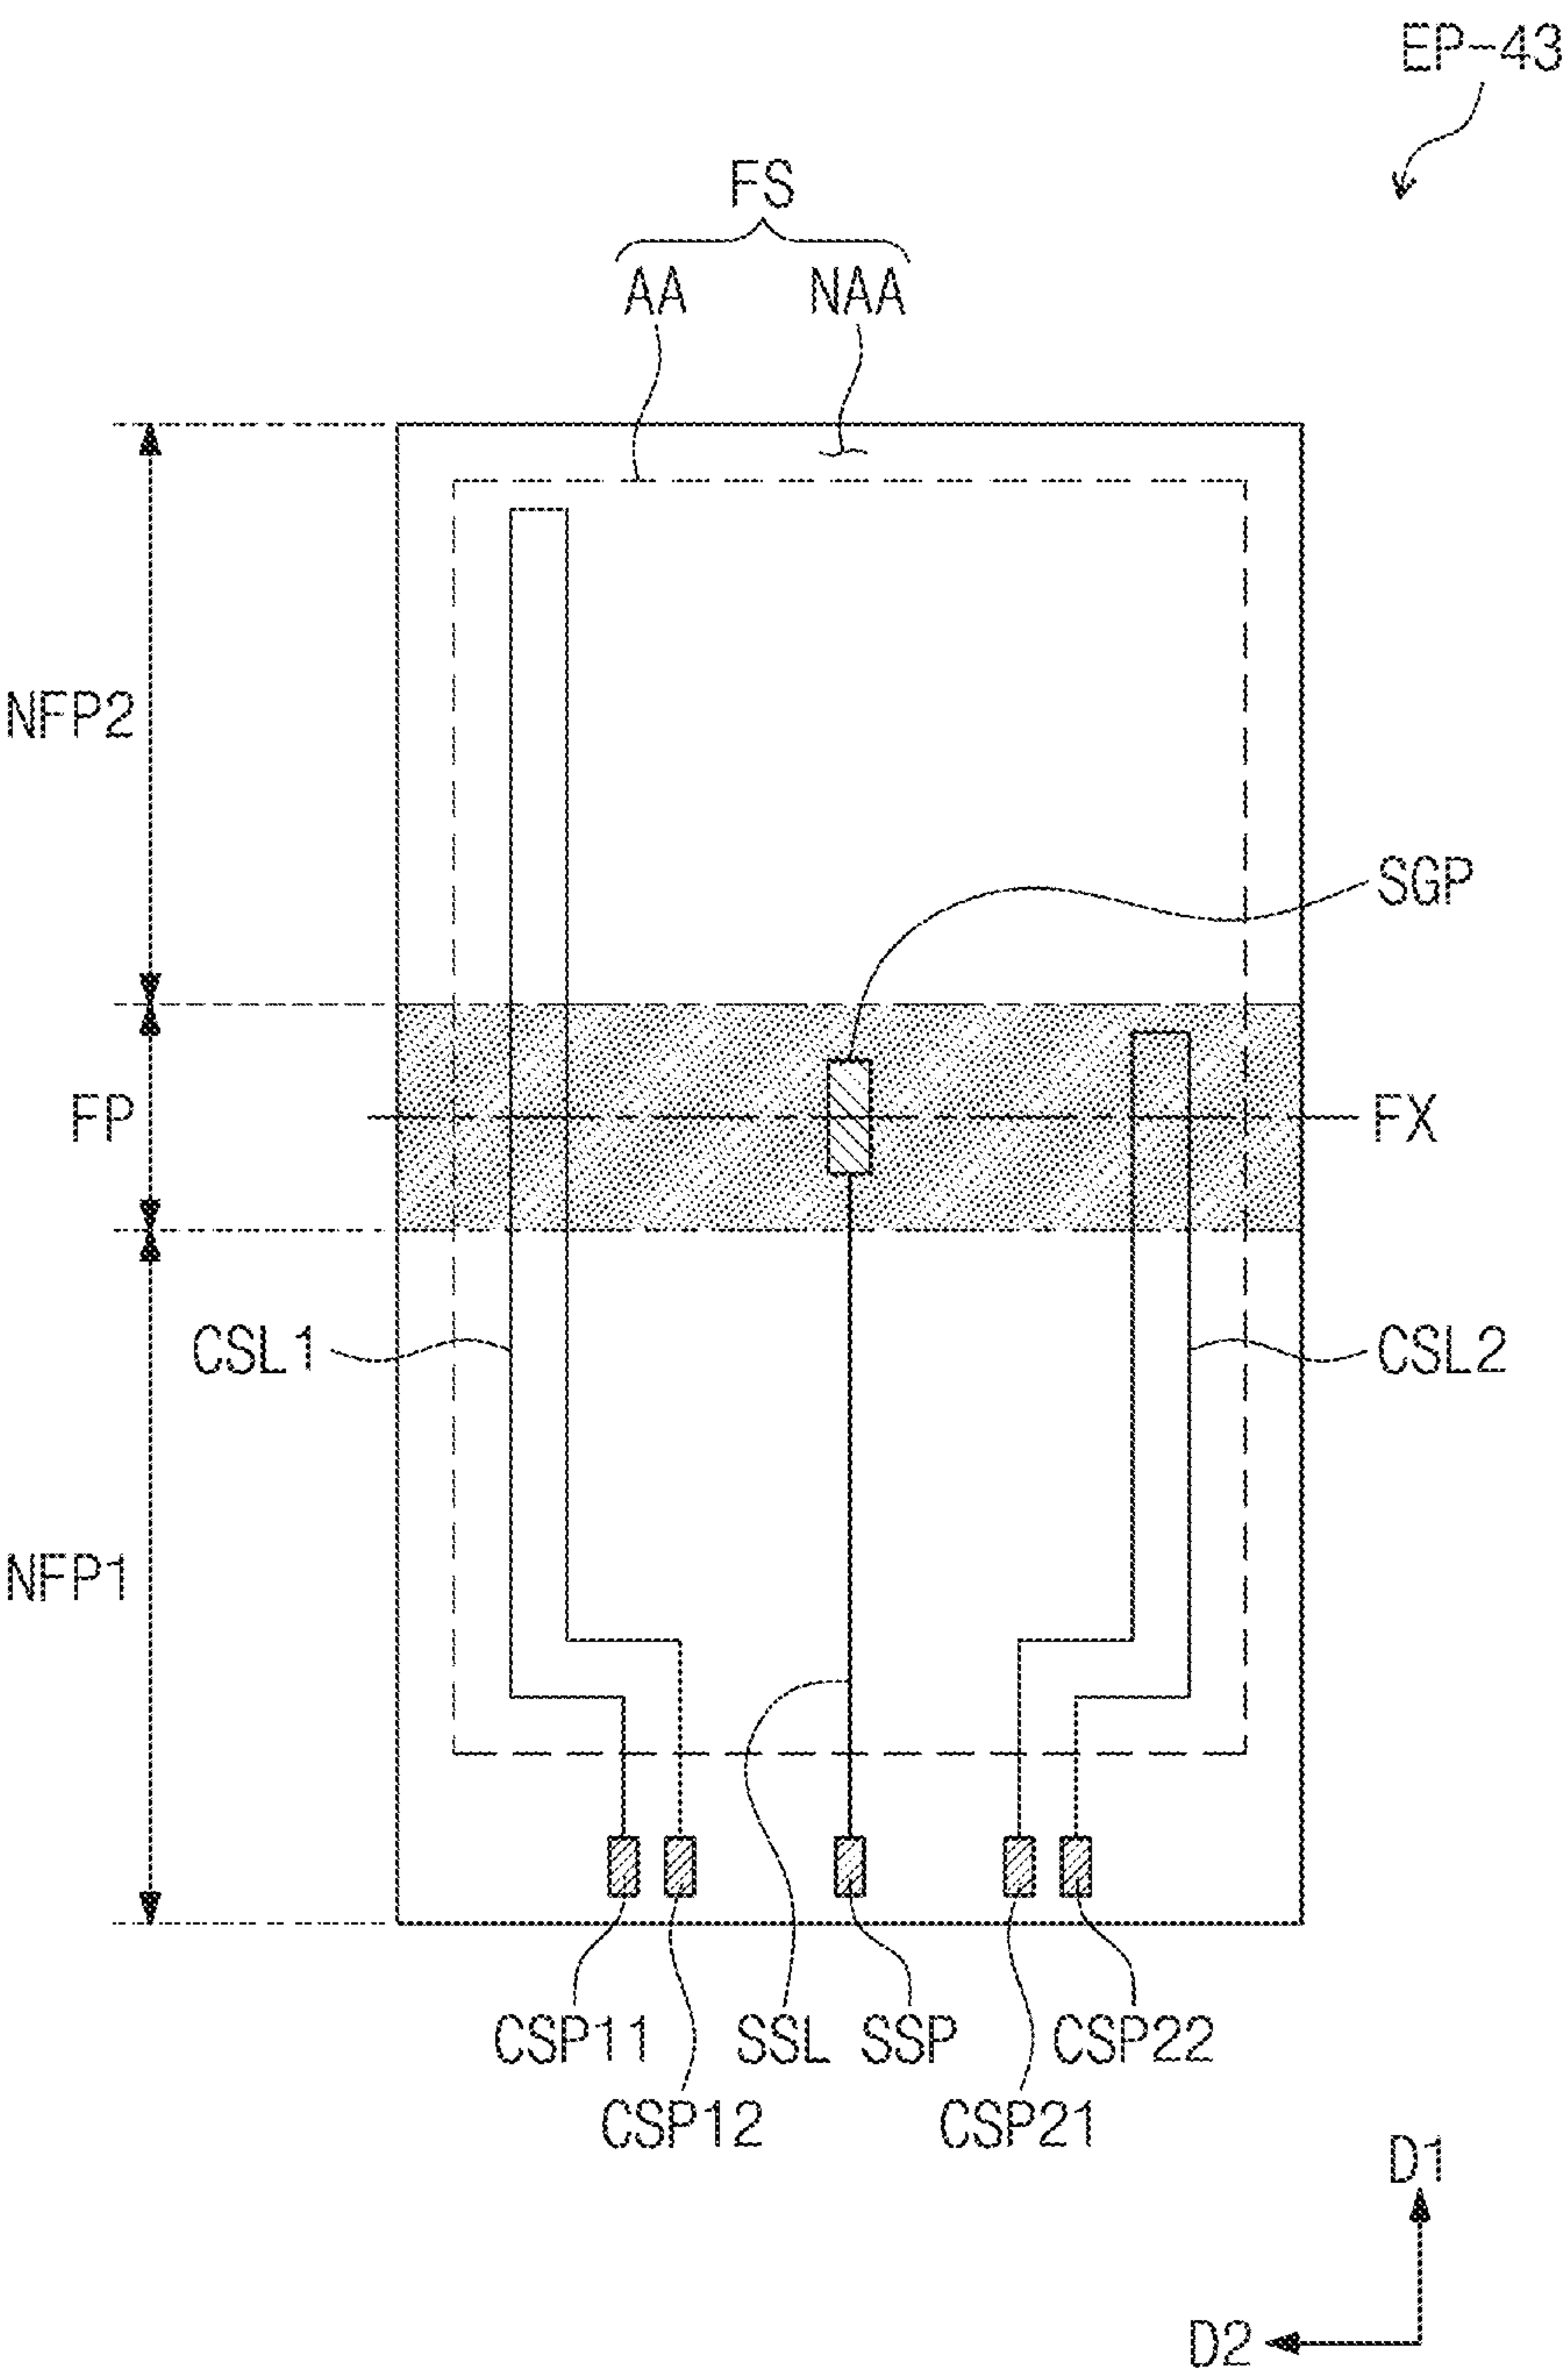 EP-43
FS
AA NAA
NFP2
SGP
FP
FX
CSL1
CSL2
NFP1
CSP11
SSL
SSP
CSP22
CSP12
CSP21
D1
D2